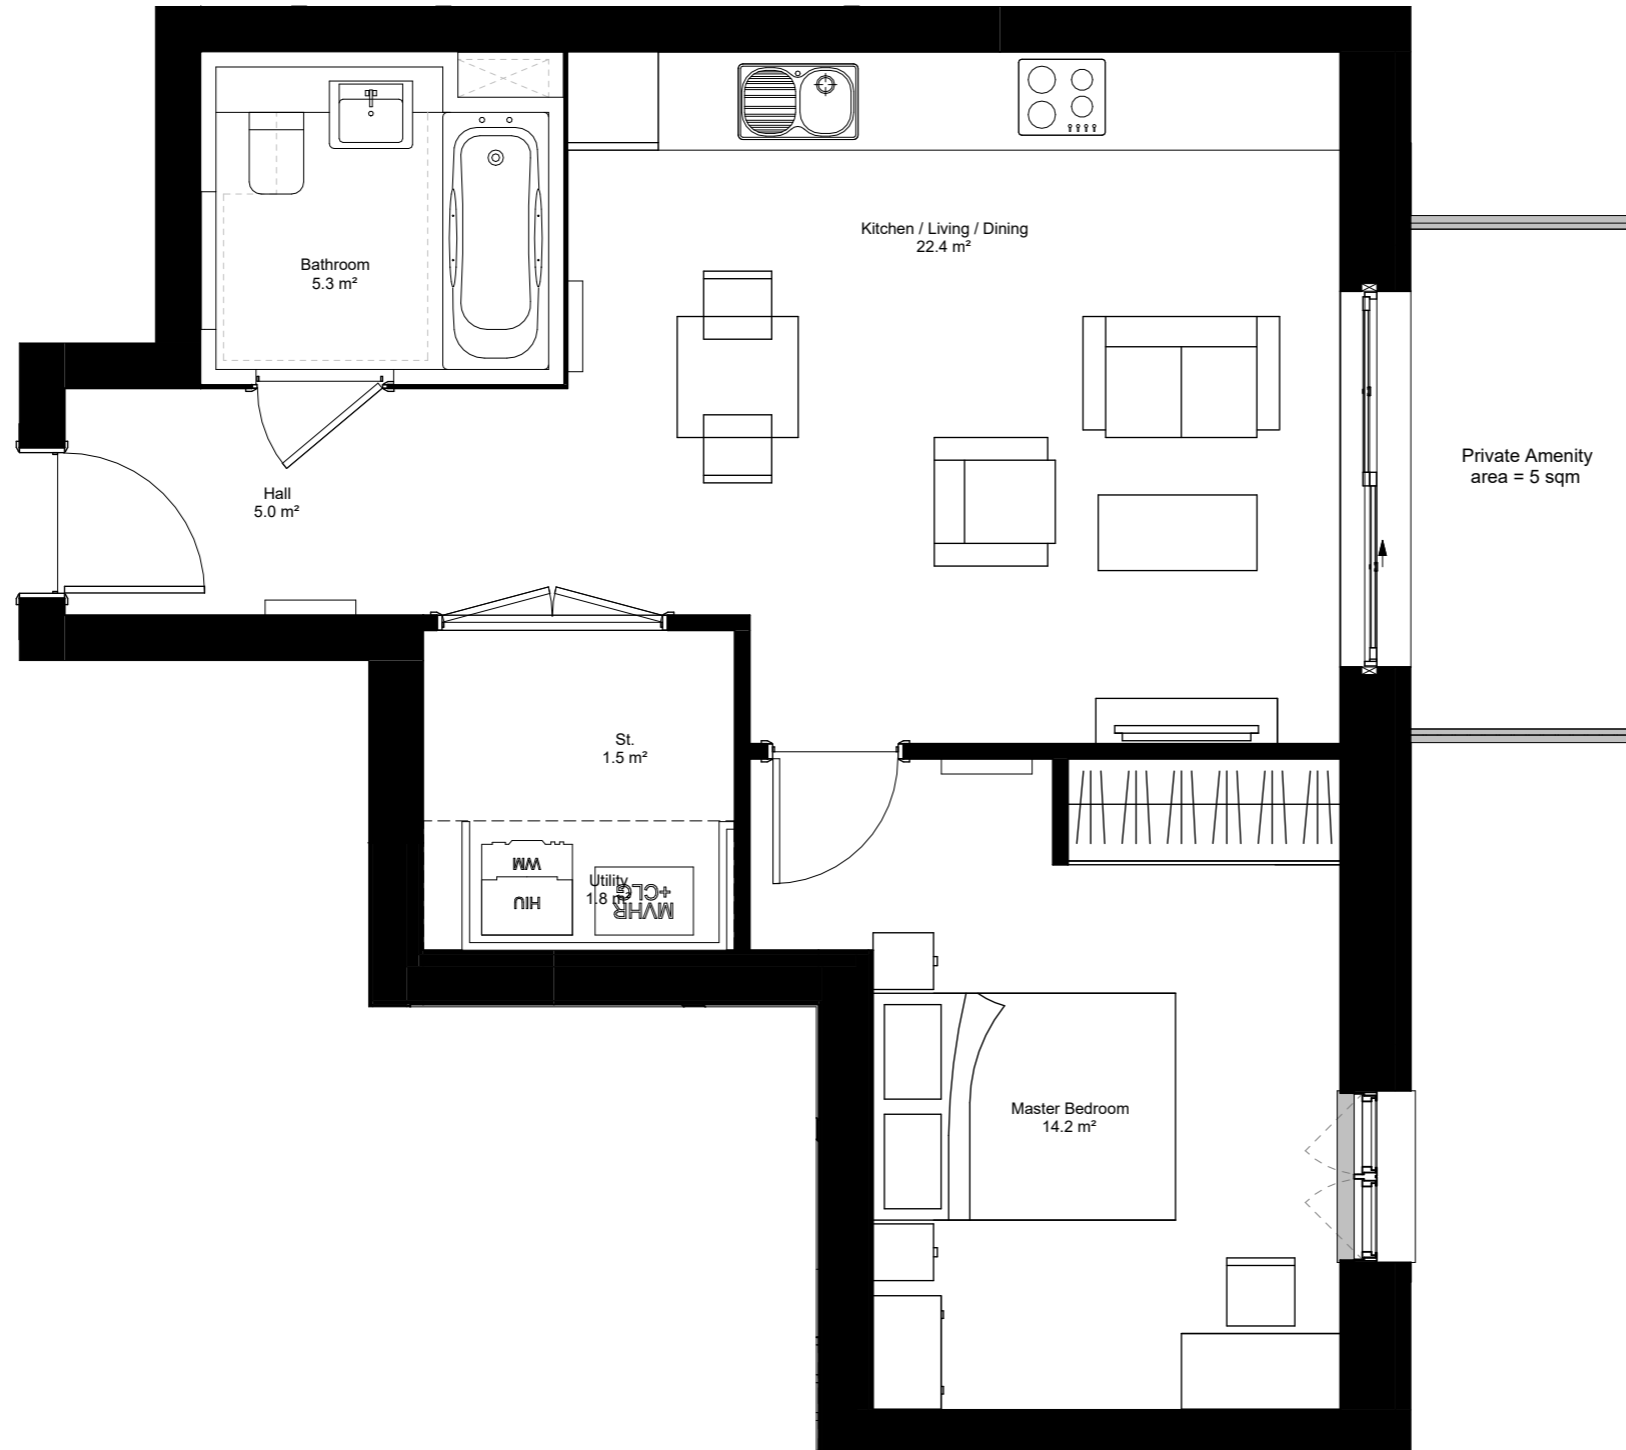 Kitchen / Living / Dining
22.4 m²
Bathroom
5.3 m²
Private Amenity
area = 5 sqm
Hall
5.0 m²
St.
1.5 m²
WM
HIU
Utility
1.8 m²
MVHR
+CLG
Master Bedroom
14.2 m²